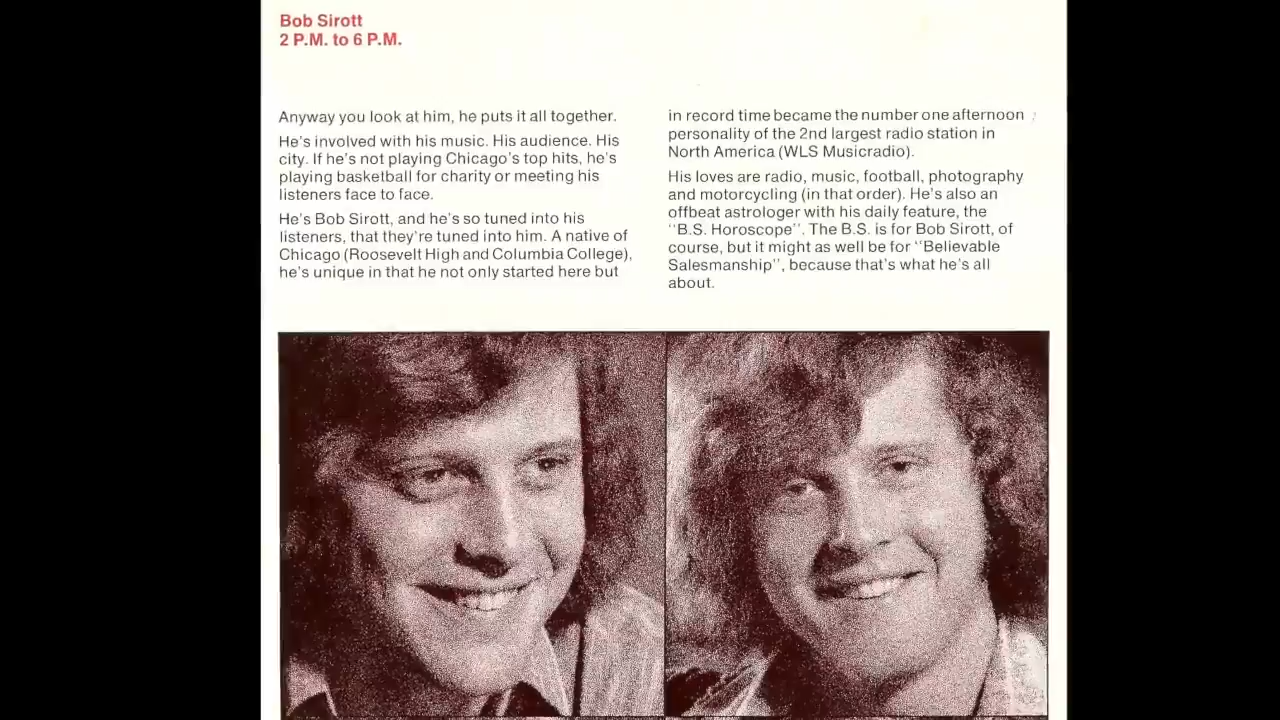 Bob Sirott
2 P.M. to 6 P.M.
Anyway you look at him, he puts it all together.
He's involved with his music. His audience. His
city. If he's not playing Chicago's top hits, he's
playing basketball for charity or meeting his
listeners face to face.
He's Bob Sirott, and he's so tuned into his
listeners, that they're tuned into him. A native of
Chicago (Roosevelt High and Columbia College),
he's unique in that he not only started here but
in record time became the number one afternoon
personality of the 2nd largest radio station in
North America (WLS Musicradio).
His loves are radio, music, football, photography
and motorcycling (in that order). He's also an
offbeat astrologer with his daily feature, the
"B.S. Horoscope". The B.S. is for Bob Sirott, of
course, but it might as well be for "Believable
Salesmanship", because that's what he's all
about.